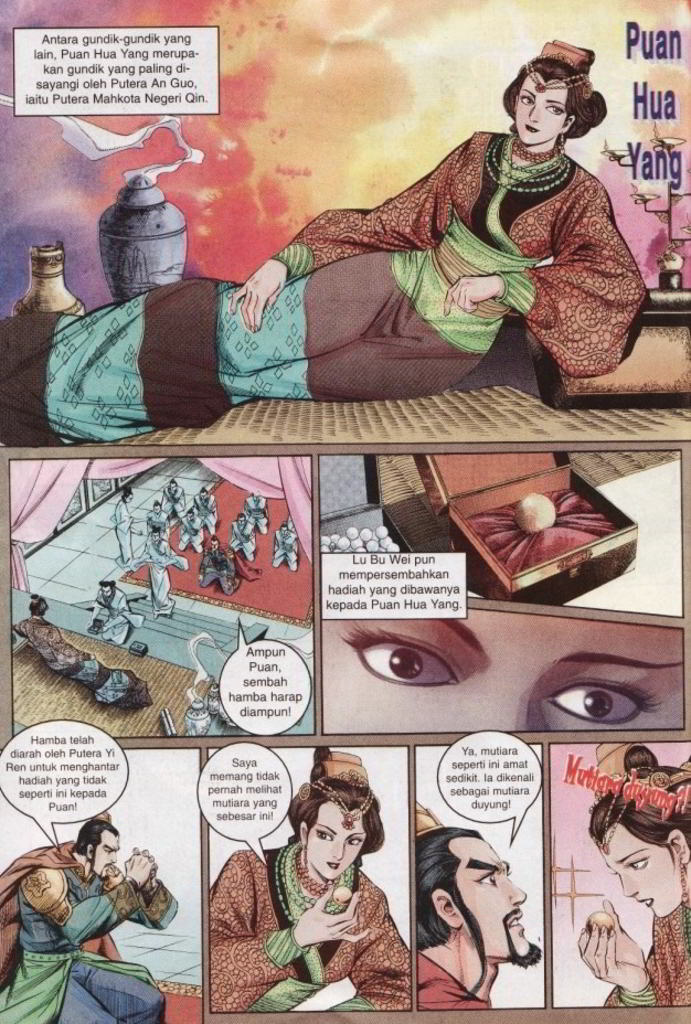 Antara gundik-gundik yang
lain, Puan Hua Yang merupa-
kan gundik yang paling di-
sayangi oleh Putera An Guo,
iaitu Putera Mahkota Negeri Qin.
Puan
Hua
Yang
Ampun
Puan,
sembah
hamba harap
diampun!
Lu Bu Wei pun
mempersembahkan
hadiah yang dibawanya
kepada Puan Hua Yang.
Hamba telah
diarah oleh Putera Yi
Ren untuk menghantar
hadiah yang tidak
seperti ini kepada
Puan!
Saya
memang tidak
pernah melihat
mutiara yang
sebesar ini!
Ya, mutiara
seperti ini amat
sedikit. Ia dikenali
sebagai mutiara
duyung!
Mutiara duyung?!